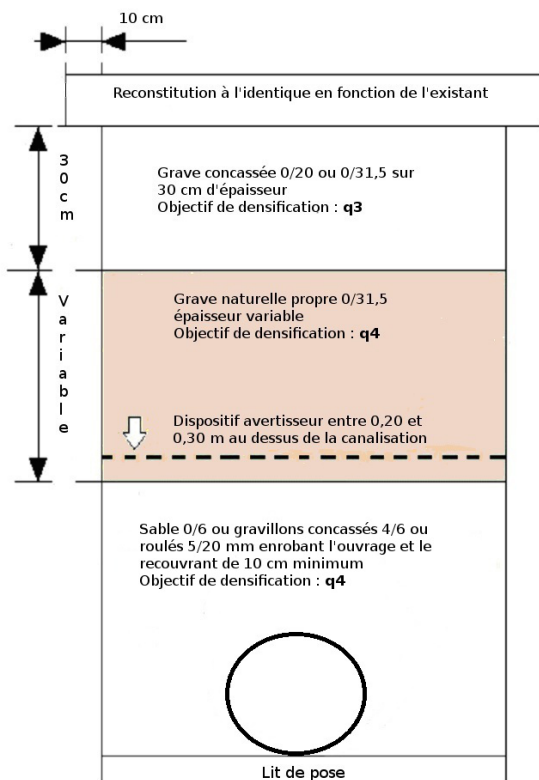 10 cm
Reconstitution à l'identique en fonction de l'existant
30cm
Grave concassée 0/20 ou 0/31,5 sur
30 cm d'épaisseur
Objectif de densification : q3
Variable
Grave naturelle propre 0/31,5
épaisseur variable
Objectif de densification : q4
Dispositif avertisseur entre 0,20 et
0,30 m au dessus de la canalisation
Sable 0/6 ou gravillons concassés 4/6 ou
roulés 5/20 mm enrobant l'ouvrage et le
recouvrant de 10 cm minimum
Objectif de densification : q4
Lit de pose